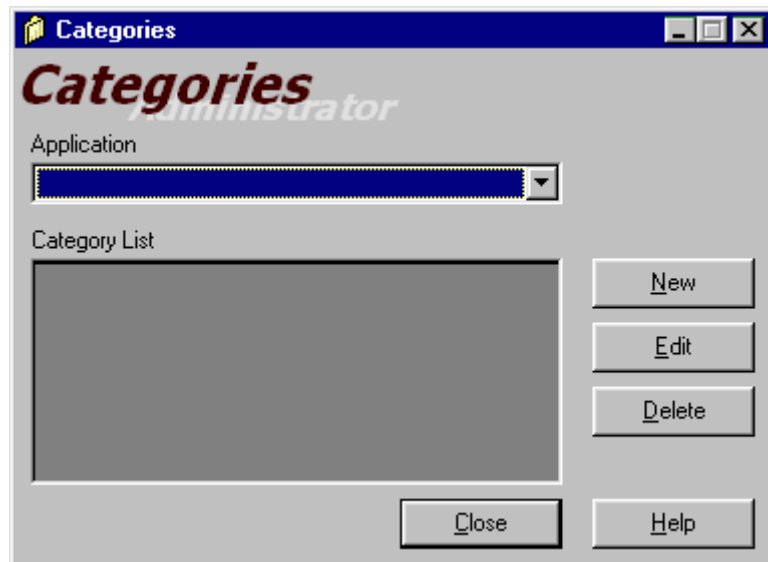 Categories
Categories
Administrator
Application
Category List
New
Edit
Delete
Close
Help